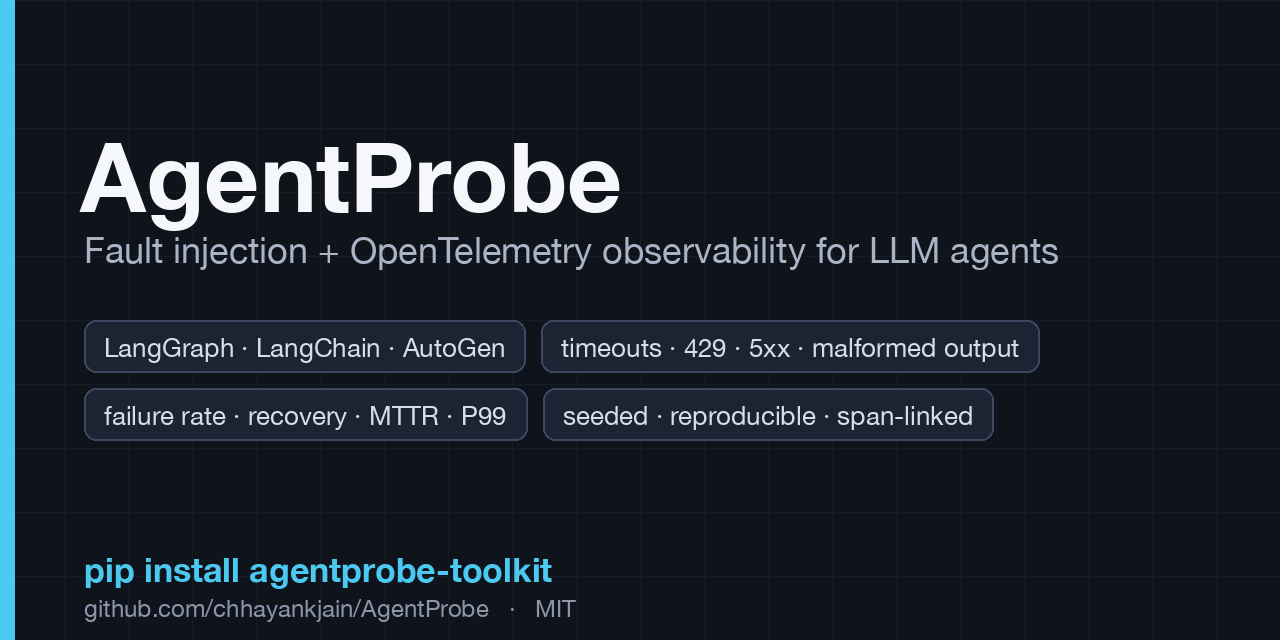 AgentProbe
Fault injection + OpenTelemetry observability for LLM agents
LangGraph · LangChain · AutoGen
timeouts · 429 · 5xx · malformed output
failure rate · recovery · MTTR · P99
seeded · reproducible · span-linked
pip install agentprobe-toolkit
github.com/chhayankjain/AgentProbe · MIT